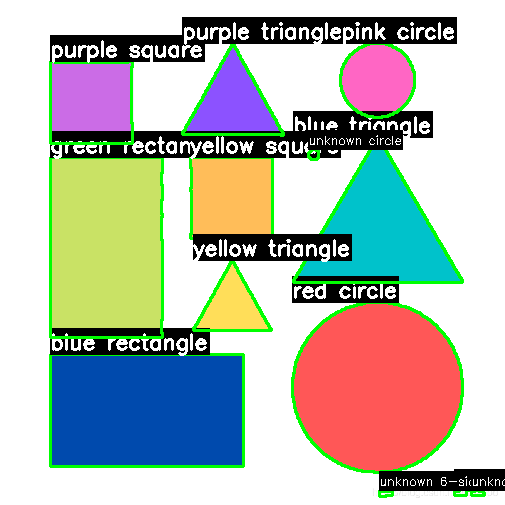 purple trianglepink circle
purple square
blue triangle
unknown circle
green rectanyellow square
yellow triangle
red circle
blue rectangle
unknown 6-siunkno